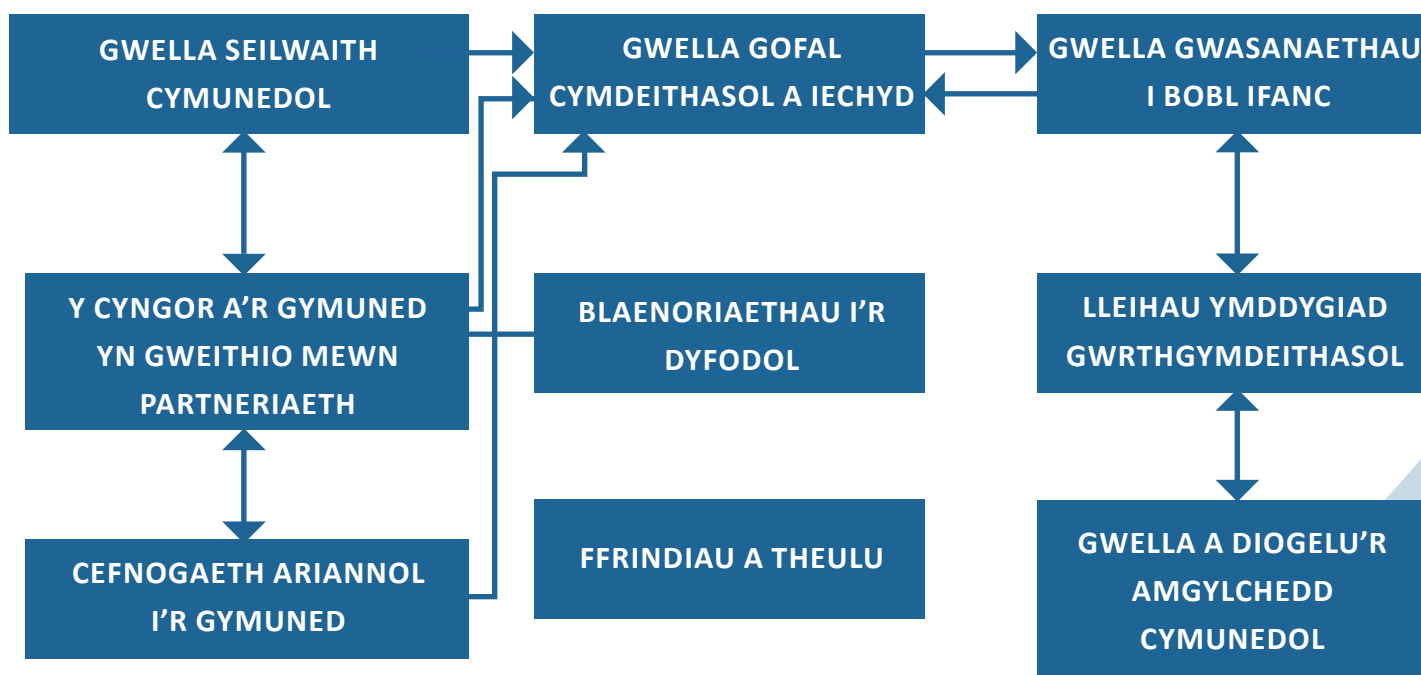 GWELLA SEILWAITH
CYMUNEDOL
GWELLA GOFAL
CYMDEITHASOL A IECHYD
GWELLA GWASANAETHAU
I BOBL IFANC
Y CYNGOR A’R GYMUNED
YN GWEITHIO MEWN
PARTNERIAETH
BLAENORIAETHAU I’R
DYFODOL
LLEIHAU YMDDYGIAD
GWRTHGYMDEITHASOL
CEFNOGAETH ARIANNOL
I’R GYMUNED
FFRINDIAU A THEULU
GWELLA A DIOGELU’R
AMGYLCHEDD
CYMUNEDOL